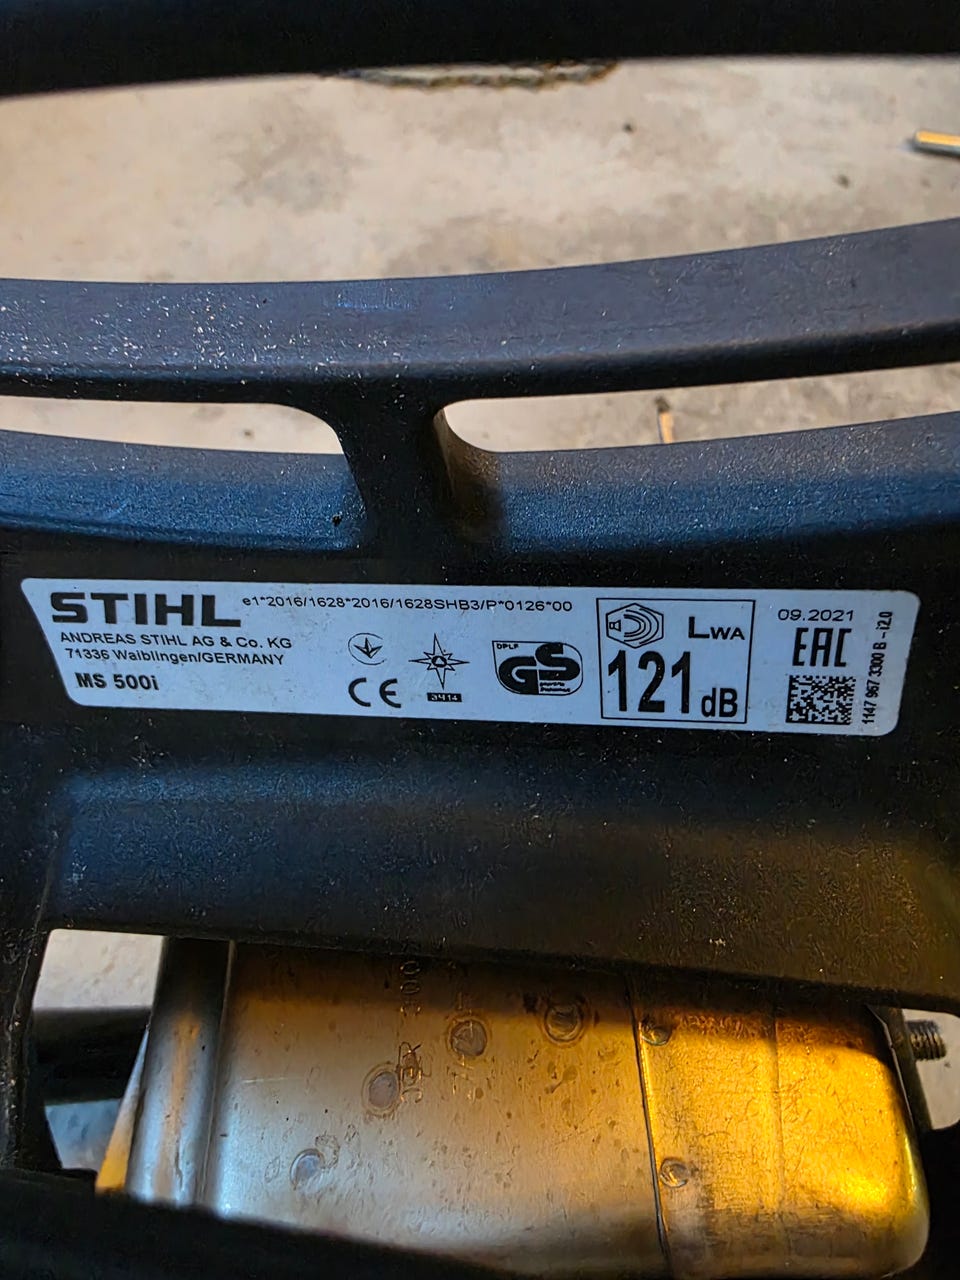 STIHL
e1*2016/1628*2016/1628SHB3/P*0126*00
ANDREAS STIHL AG & Co. KG
71336 Waiblingen/GERMANY
MS 500i
CE
DPLF
GS
LWA
121 dB
09.2021
EAC
1147 967 3300 B - i2.0